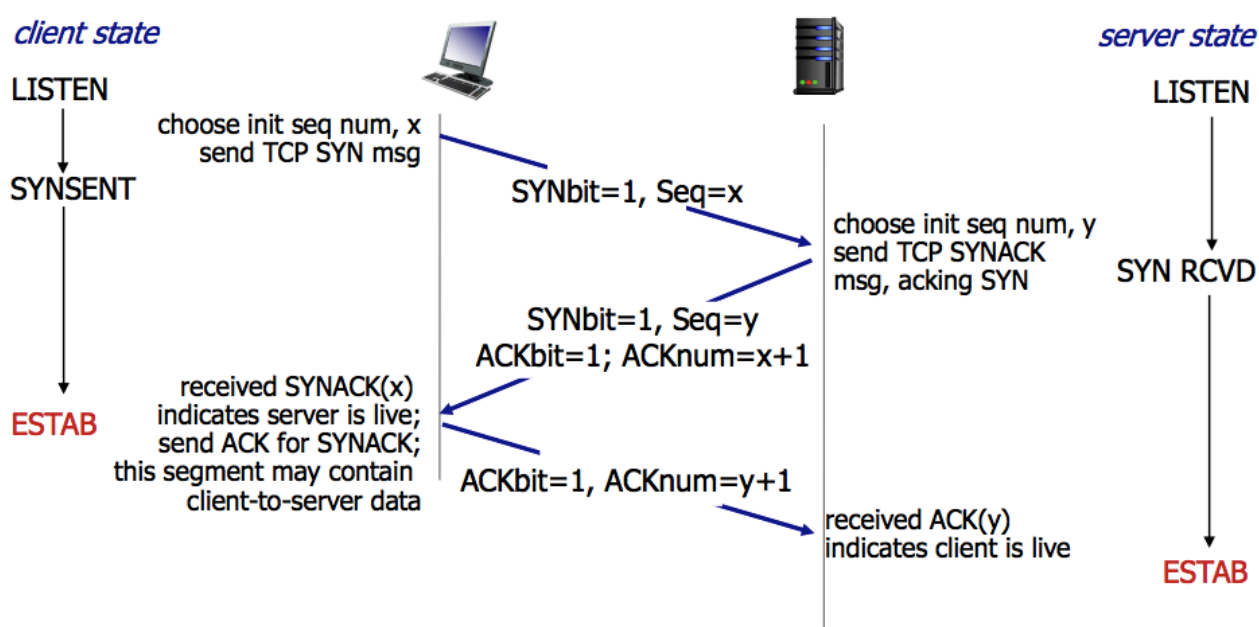 client state
server state
LISTEN
LISTEN
choose init seq num, x
send TCP SYN msg
SYNSENT
SYNbit=1, Seq=x
choose init seq num, y
send TCP SYNACK
msg, acking SYN
SYN RCVD
SYNbit=1, Seq=y
ACKbit=1; ACKnum=x+1
received SYNACK(x)
indicates server is live;
send ACK for SYNACK;
this segment may contain
client-to-server data
ESTAB
ACKbit=1, ACKnum=y+1
received ACK(y)
indicates client is live
ESTAB